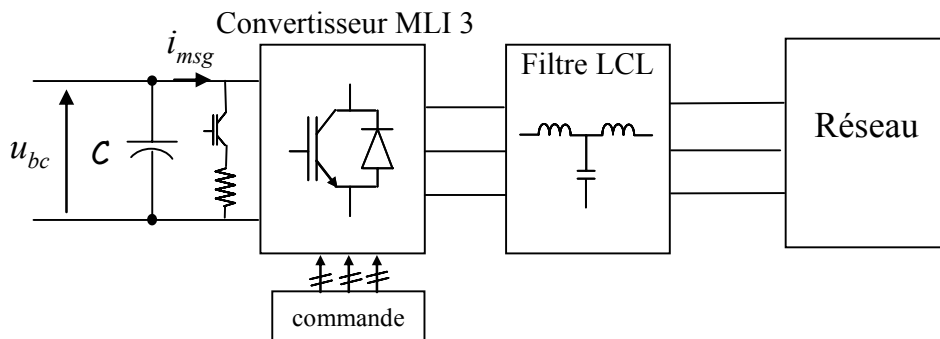 Convertisseur MLI 3
i_msg
Filtre LCL
Réseau
u_bc
C
commande